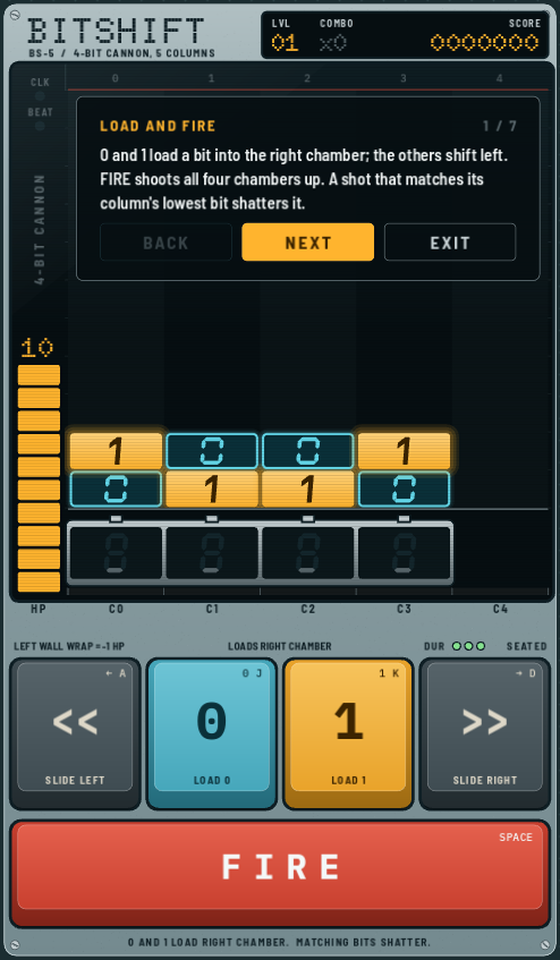 BITSHIFT
BS-5 / 4-BIT CANNON, 5 COLUMNS
LVL COMBO SCORE
01 x0 0000000
CLK 0 1 2 3 4
BEAT
4-BIT CANNON
LOAD AND FIRE 1 / 7
0 and 1 load a bit into the right chamber; the others shift left.
FIRE shoots all four chambers up. A shot that matches its
column's lowest bit shatters it.
BACK NEXT EXIT
10
1 0 0 1
0 1 1 0
HP C0 C1 C2 C3 C4
LEFT WALL WRAP = -1 HP LOADS RIGHT CHAMBER DUR SEATED
← A 0 J 1 K → D
<< 0 1 >>
SLIDE LEFT LOAD 0 LOAD 1 SLIDE RIGHT
SPACE
FIRE
0 AND 1 LOAD RIGHT CHAMBER. MATCHING BITS SHATTER.